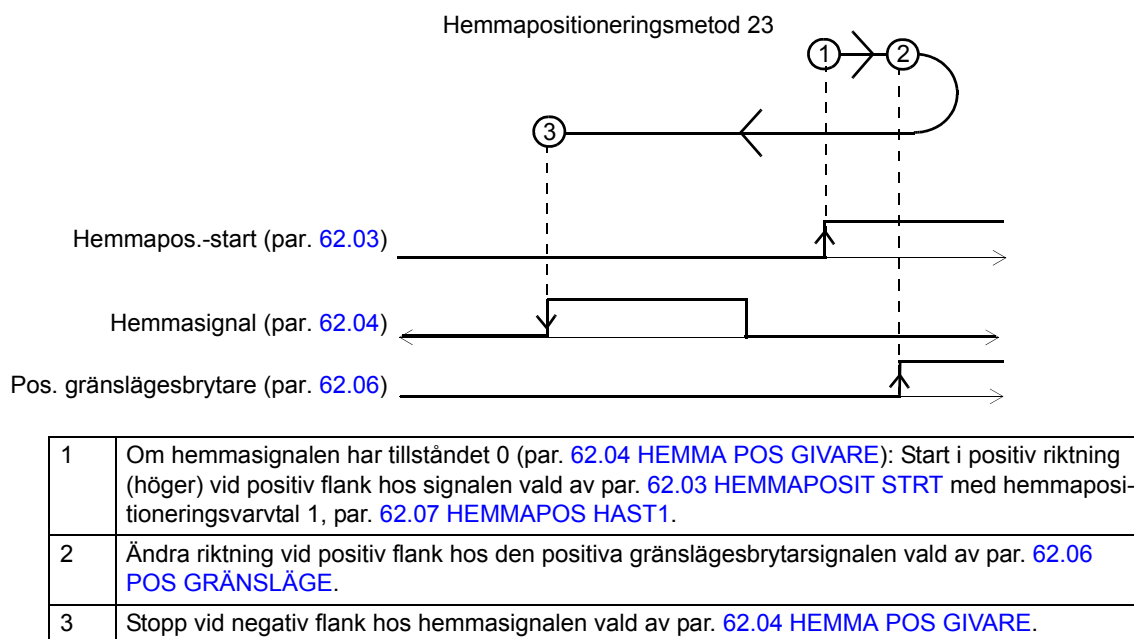 Hemmapositioneringsmetod 23
1
2
3
Hemmapos.-start (par. 62.03)
Hemmasignal (par. 62.04)
Pos. gränslägesbrytare (par. 62.06)
1 Om hemmasignalen har tillståndet 0 (par. 62.04 HEMMA POS GIVARE): Start i positiv riktning
(höger) vid positiv flank hos signalen vald av par. 62.03 HEMMAPOSIT STRT med hemmaposi-
tioneringsvarvtal 1, par. 62.07 HEMMAPOS HAST1.
2 Ändra riktning vid positiv flank hos den positiva gränslägesbrytarsignalen vald av par. 62.06
POS GRÄNSLÄGE.
3 Stopp vid negativ flank hos hemmasignalen vald av par. 62.04 HEMMA POS GIVARE.